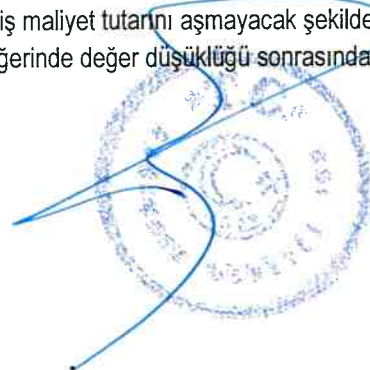 iş maliyet tutarını aşmayacak şekilde
ğerinde değer düşüklüğü sonrasında